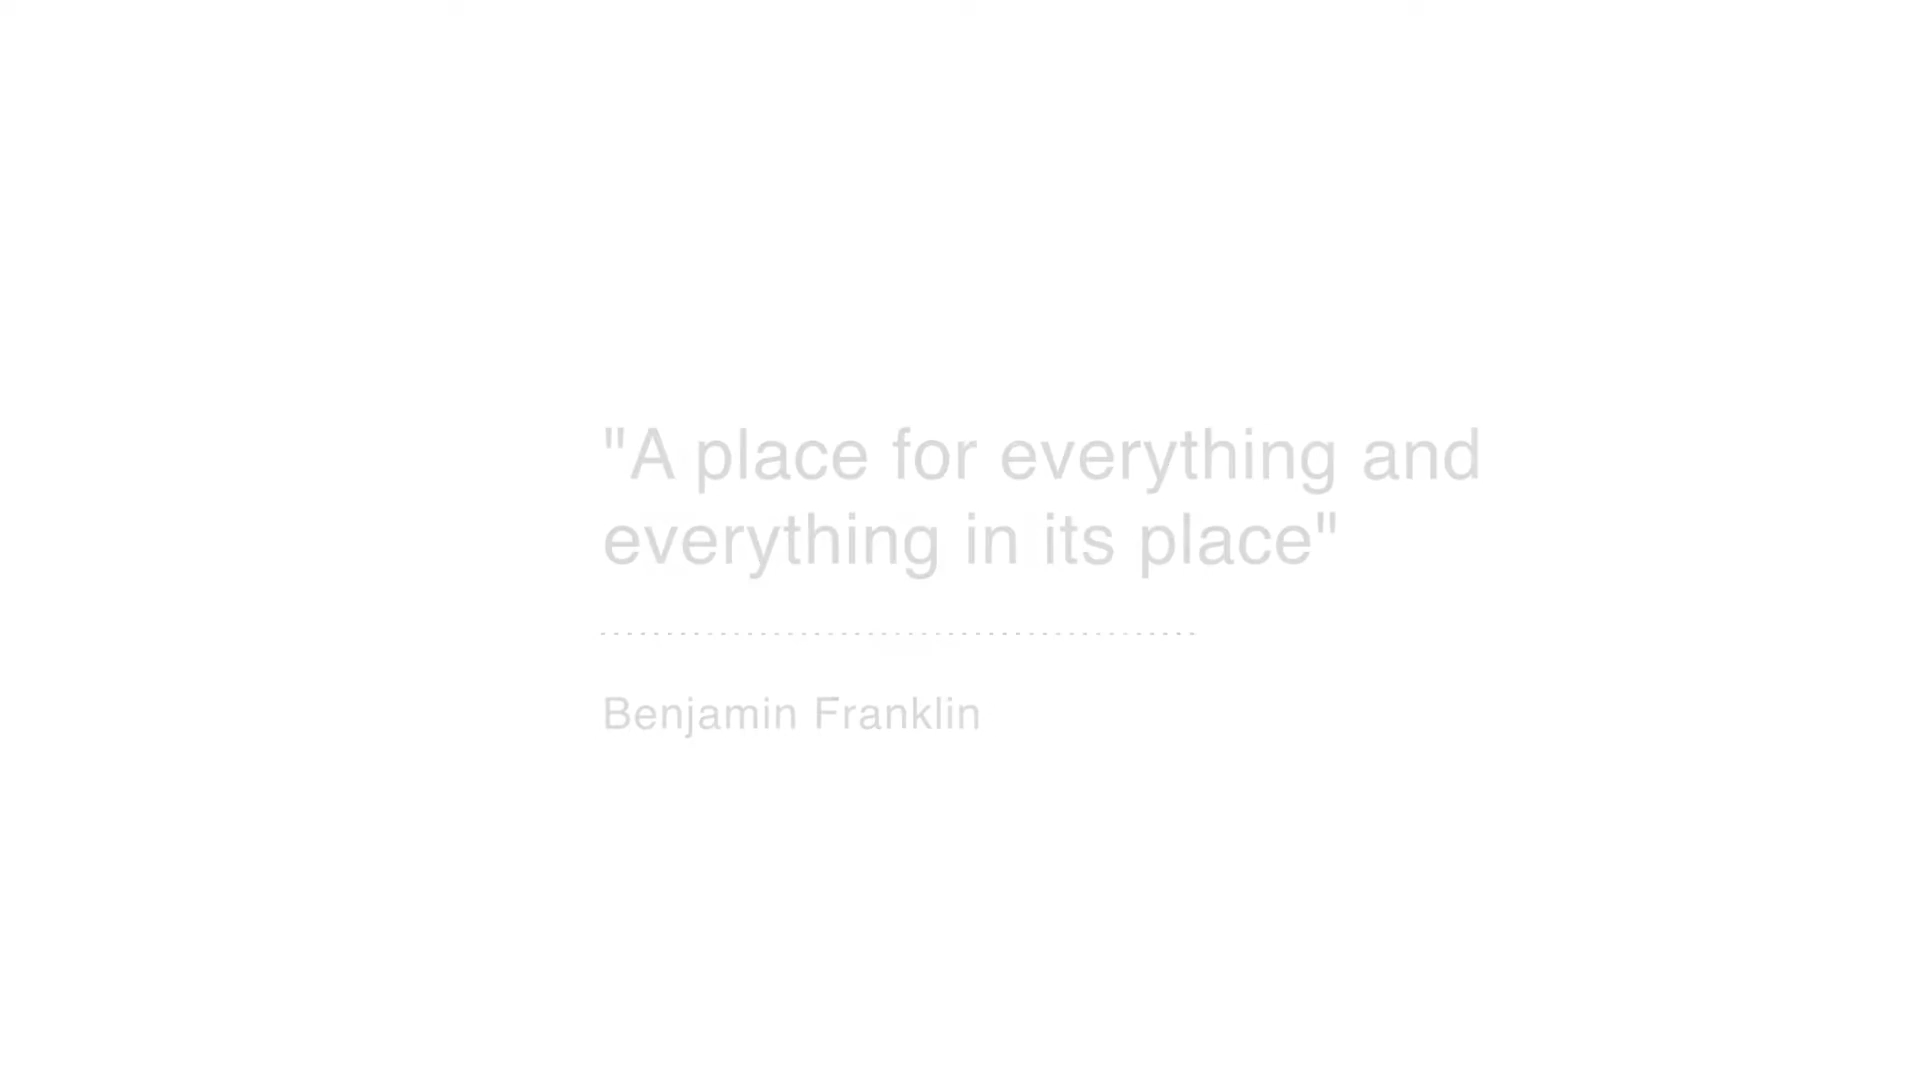 "A place for everything and
everything in its place"
Benjamin Franklin